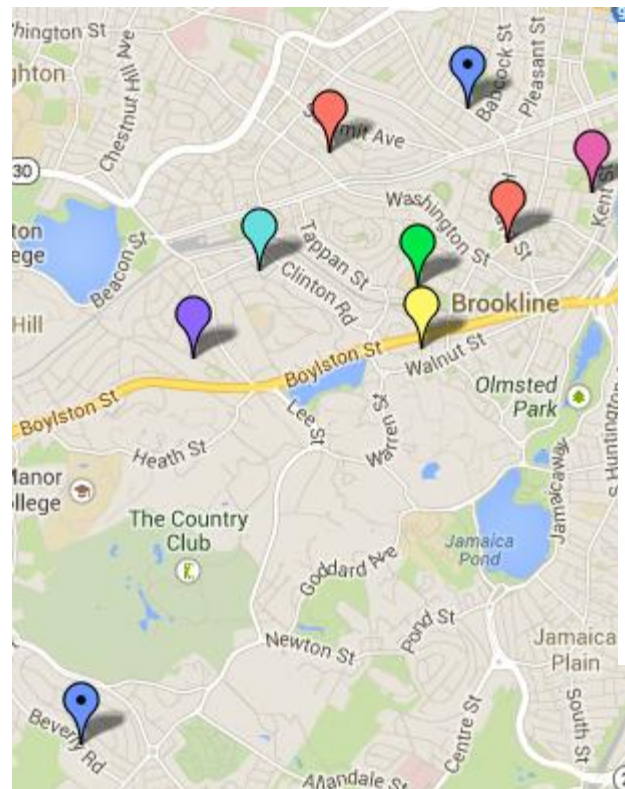 hington St
ghton
Chestnut Hill Ave
Babcock St
Pleasant St
mit Ave
30
Kent St
Washington St
ton
ege
Beacon St
Tappan St
Clinton Rd
St
Hill
Brookline
Boylston St
Walnut St
Olmsted
Park
Boylston St
Lee St
Warren St
Heath St
S Huntington
Jamaicaway
Manor
llege
The Country
Club
Jamaica
Pond
Goddard Ave
Pond St
Newton St
Jamaica
Plain
Beverly Rd
Centre St
South St
Allandale St